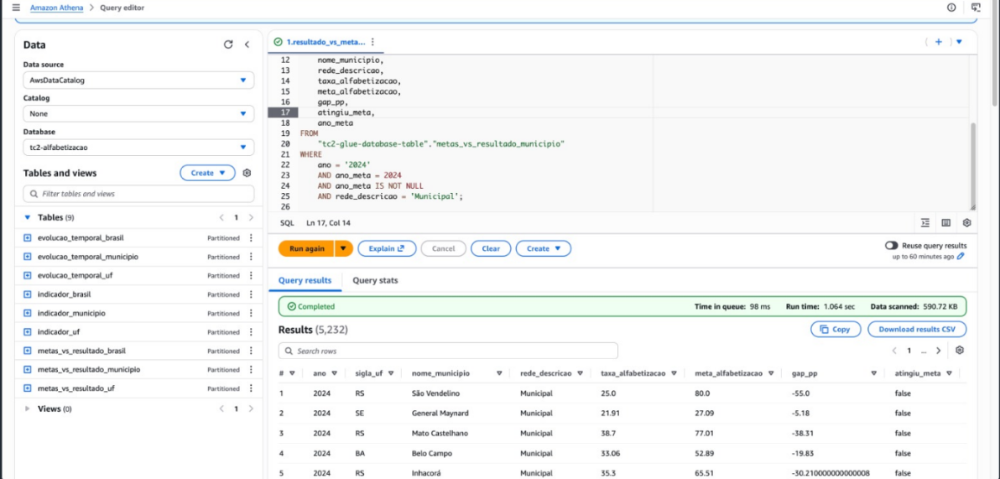 Amazon Athena > Query editor
Data
Data source
AwsDataCatalog
Catalog
None
Database
tc2-alfabetizacao
Tables and views
Create
Filter tables and views
Tables (9)
1
evolucao_temporal_brasil Partitioned
evolucao_temporal_municipio Partitioned
evolucao_temporal_uf Partitioned
indicador_brasil Partitioned
indicador_municipio Partitioned
indicador_uf Partitioned
metas_vs_resultado_brasil Partitioned
metas_vs_resultado_municipio Partitioned
metas_vs_resultado_uf Partitioned
Views (0)
1
1.resultado_vs_meta...
12 nome_municipio,
13 rede_descricao,
14 taxa_alfabetizacao,
15 meta_alfabetizacao,
16 gap_pp,
17 atingiu_meta,
18 ano_meta
19 FROM
20 "tc2-glue-database-table"."metas_vs_resultado_municipio"
21 WHERE
22 ano = '2024'
23 AND ano_meta = 2024
24 AND ano_meta IS NOT NULL
25 AND rede_descricao = 'Municipal';
26
SQL Ln 17, Col 14
Run again Explain Cancel Clear Create
Reuse query results
up to 60 minutes ago
Query results Query stats
Completed Time in queue: 98 ms Run time: 1.064 sec Data scanned: 590.72 KB
Results (5,232) Copy Download results CSV
Search rows 1 ...
# ano sigla_uf nome_municipio rede_descricao taxa_alfabetizacao meta_alfabetizacao gap_pp atingiu_meta
1 2024 RS São Vendelino Municipal 25.0 80.0 -55.0 false
2 2024 SE General Maynard Municipal 21.91 27.09 -5.18 false
3 2024 RS Mato Castelhano Municipal 38.7 77.01 -38.31 false
4 2024 BA Belo Campo Municipal 33.06 52.89 -19.83 false
5 2024 RS Inhacorá Municipal 35.3 65.51 -30.210000000000008 false